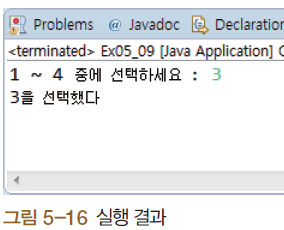 Problems @ Javadoc Declaration
<terminated> Ex05_09 [Java Application]
1 ~ 4 중에 선택하세요 : 3
3을 선택했다
그림 5-16 실행 결과